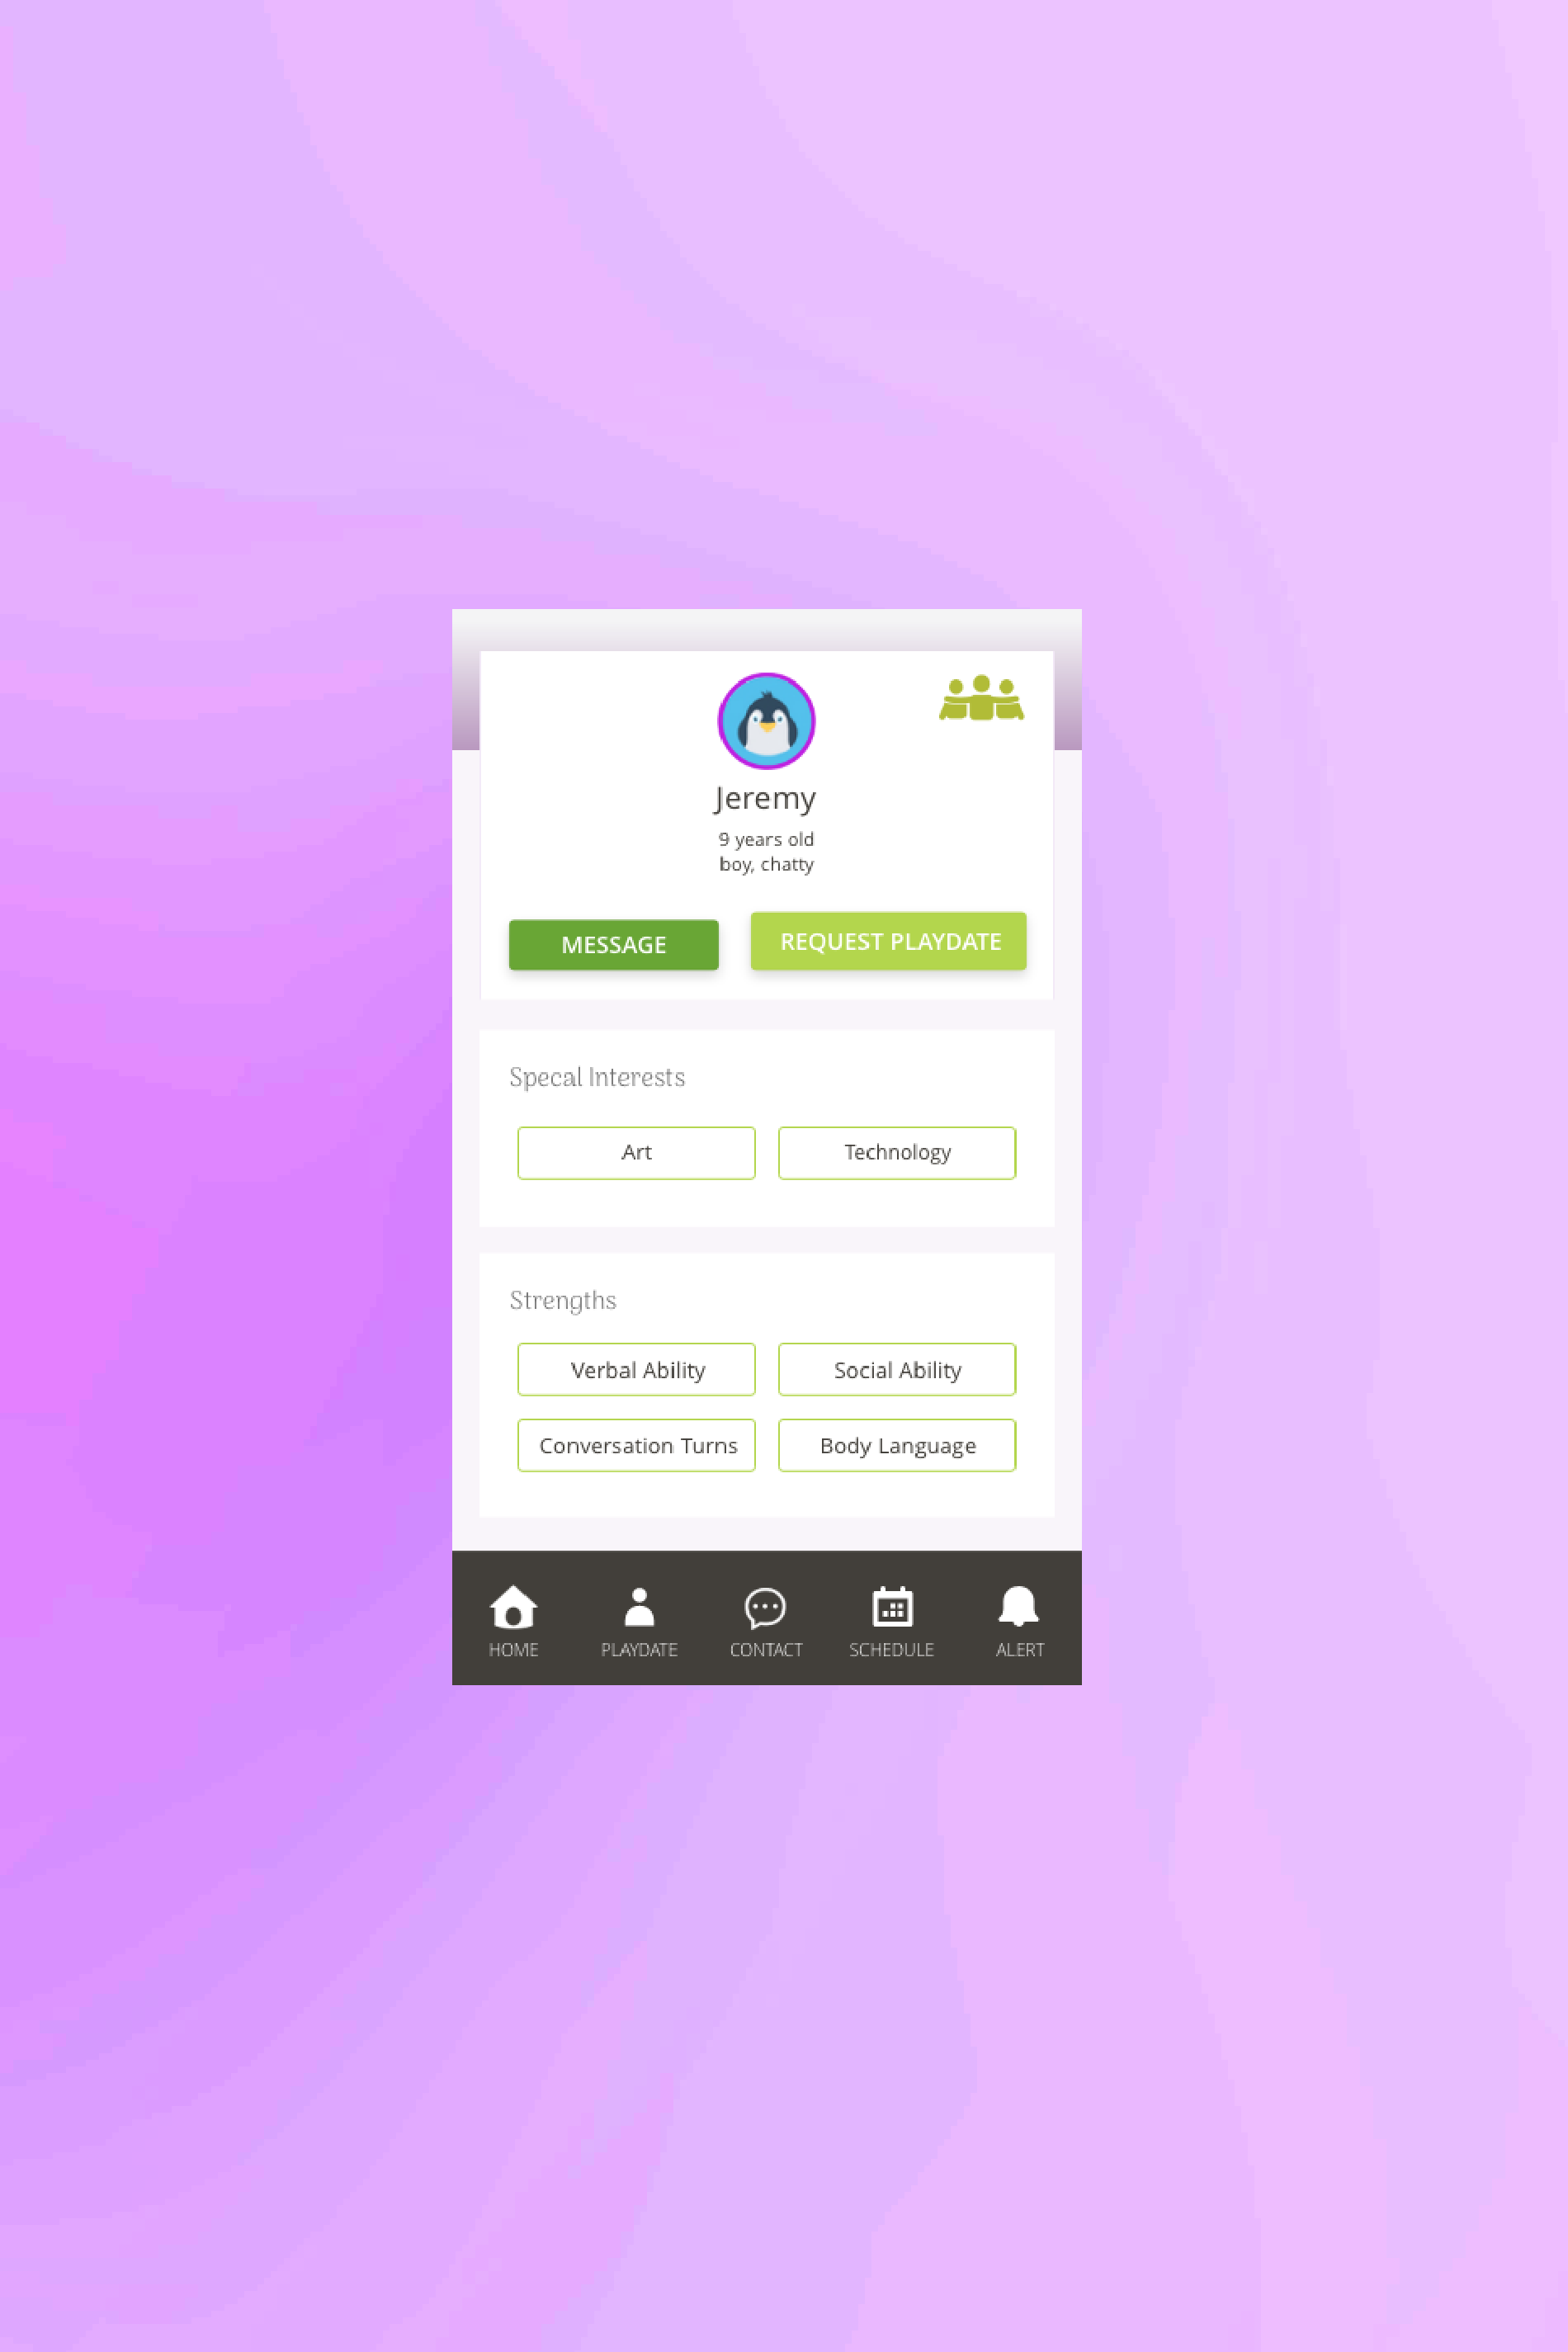 Jeremy
9 years old
boy, chatty
MESSAGE
REQUEST PLAYDATE
Specal Interests
Art
Technology
Strengths
Verbal Ability
Social Ability
Conversation Turns
Body Language
HOME
PLAYDATE
CONTACT
SCHEDULE
ALERT